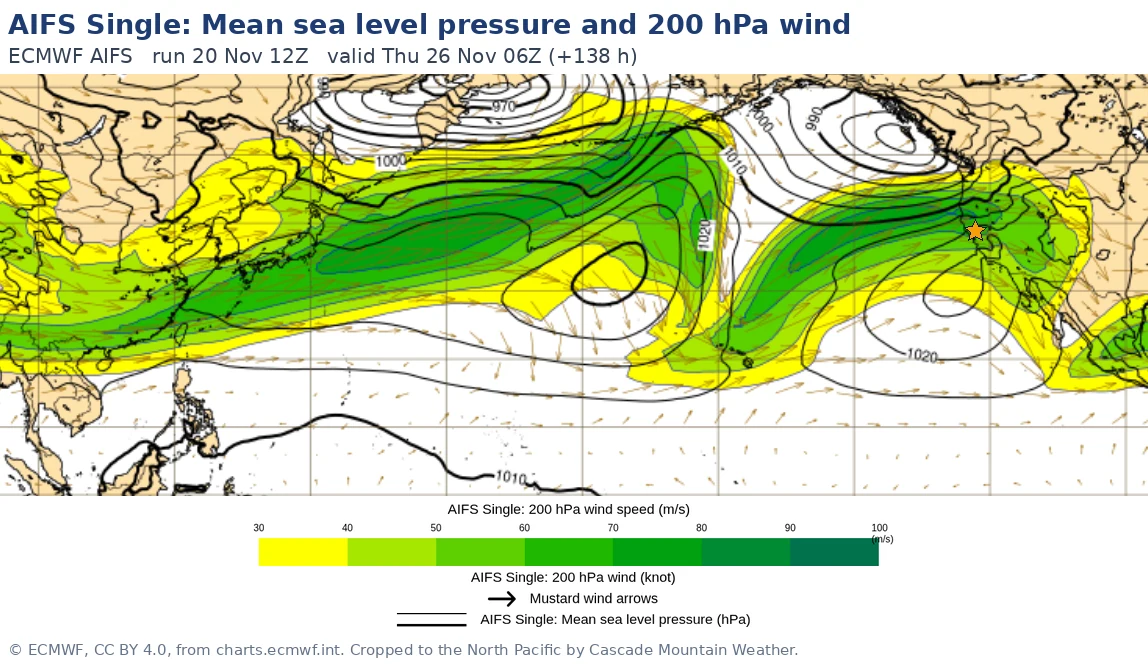 AIFS Single: Mean sea level pressure and 200 hPa wind
ECMWF AIFS run 20 Nov 12Z valid Thu 26 Nov 06Z (+138 h)
970
990
1000
1000
1010
1020
1020
1010
AIFS Single: 200 hPa wind speed (m/s)
30 40 50 60 70 80 90 100
(m/s)
AIFS Single: 200 hPa wind (knot)
Mustard wind arrows
AIFS Single: Mean sea level pressure (hPa)
© ECMWF, CC BY 4.0, from charts.ecmwf.int. Cropped to the North Pacific by Cascade Mountain Weather.